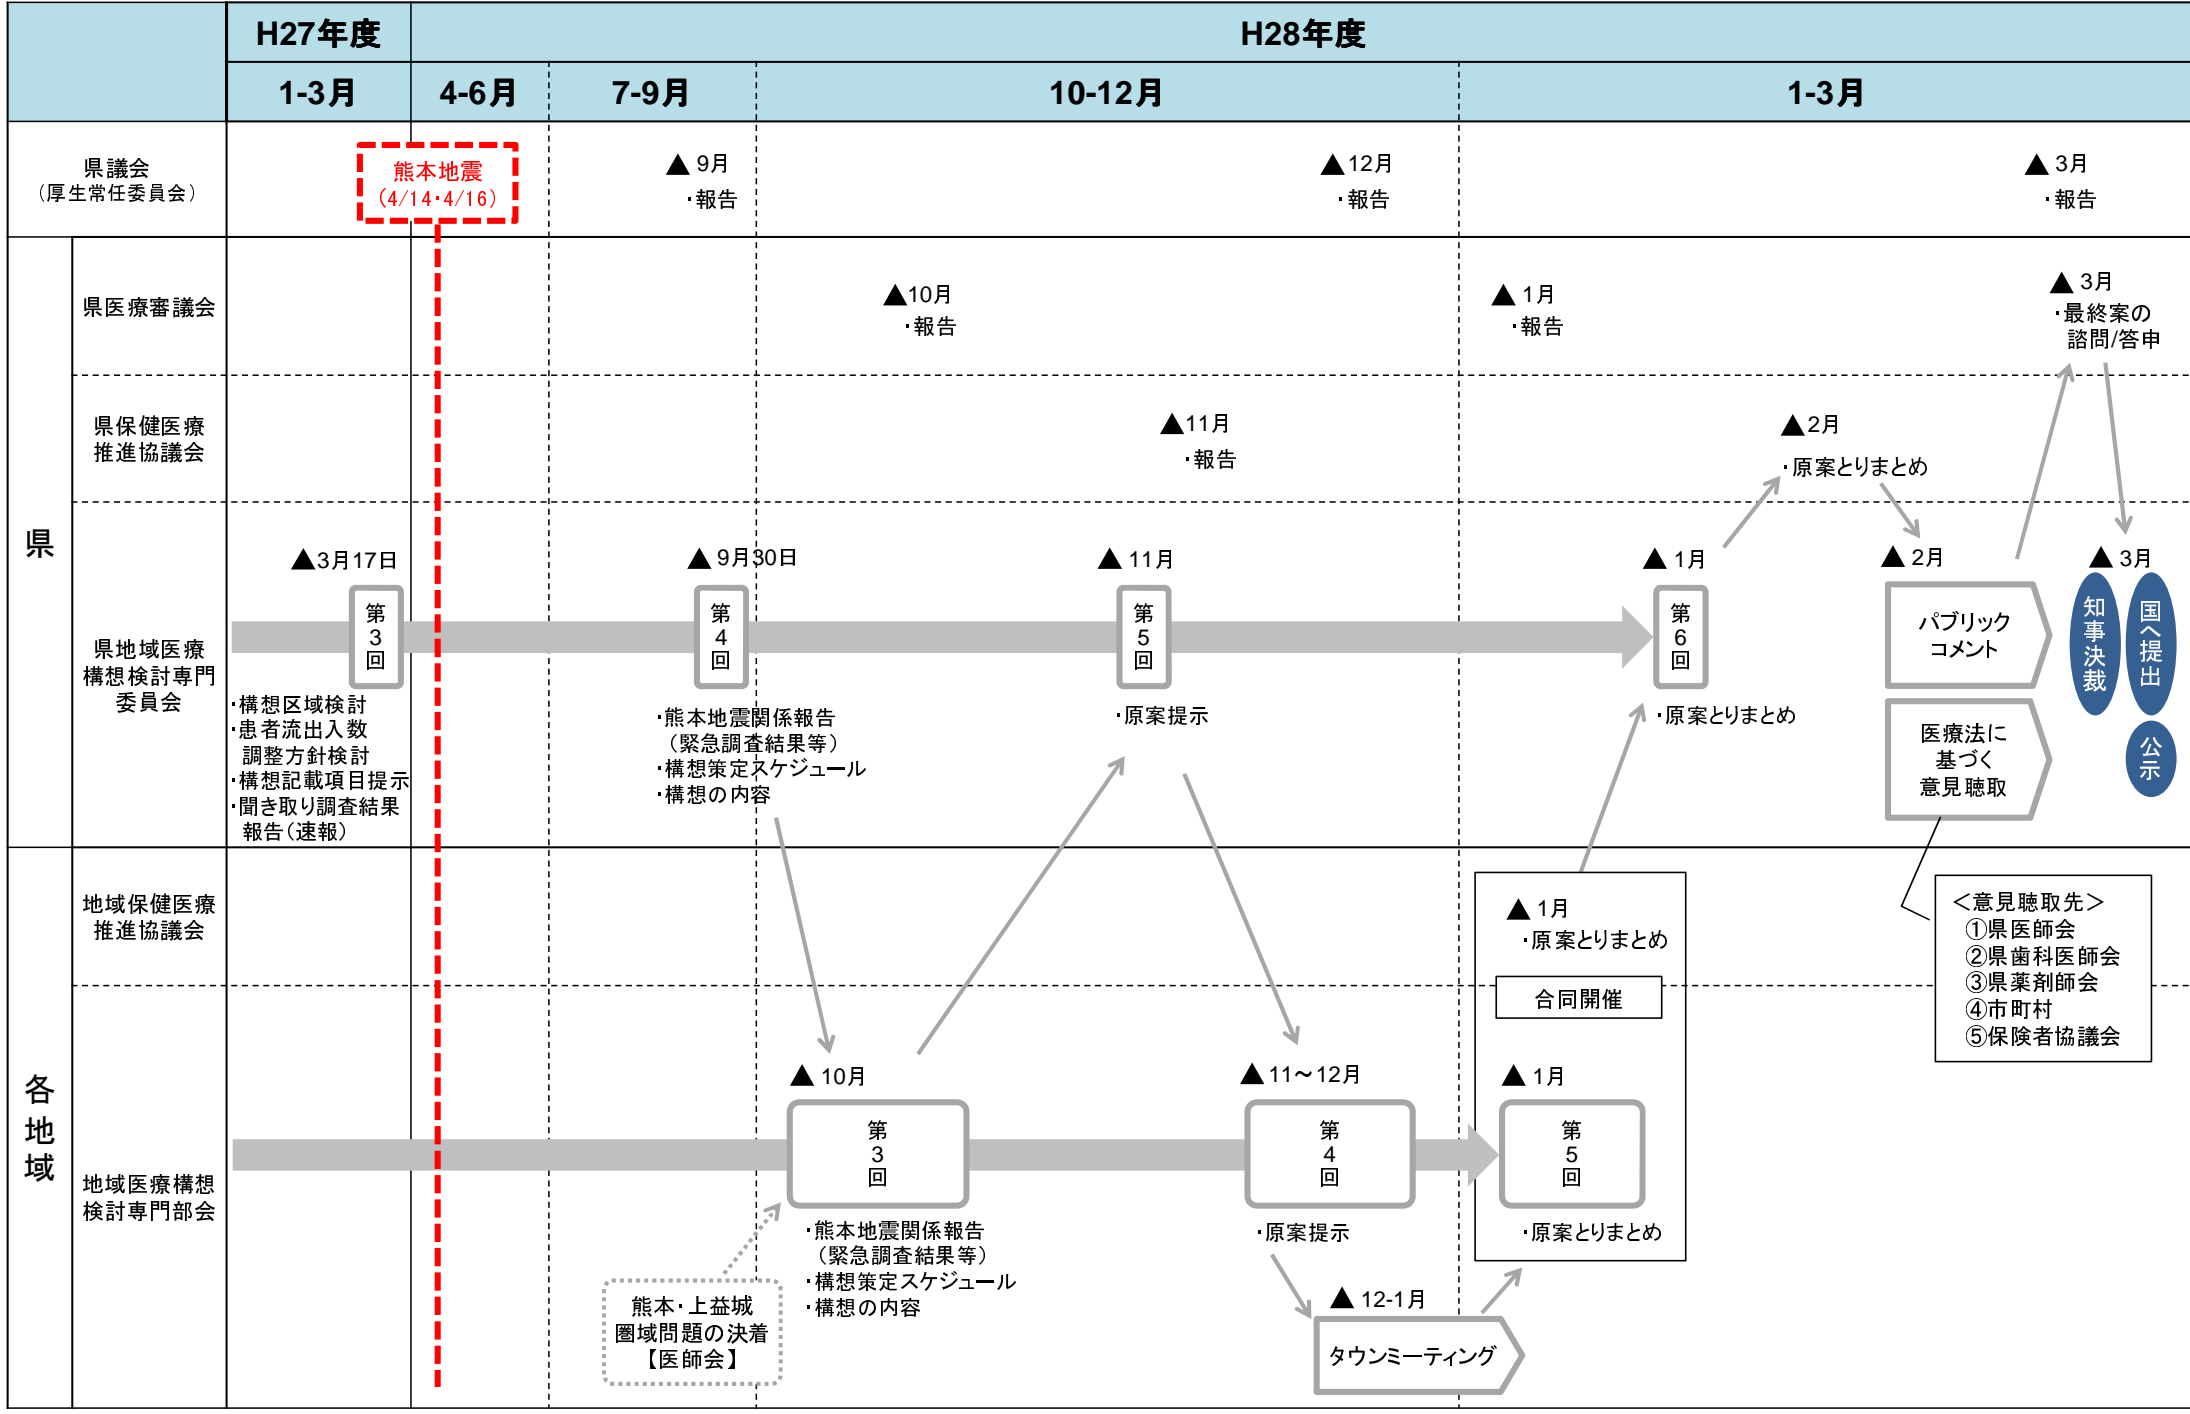 H27年度
H28年度
1-3月
4-6月
7-9月
10-12月
1-3月
県議会
（厚生常任委員会）
熊本地震
（4/14・4/16）
▲ 9月
・報告
▲ 12月
・報告
▲ 3月
・報告
県
県医療審議会
▲10月
・報告
▲ 1月
・報告
▲ 3月
・最終案の
諮問/答申
県保健医療
推進協議会
▲11月
・報告
▲2月
・原案とりまとめ
県地域医療
構想検討専門
委員会
▲3月17日
第3回
・構想区域検討
・患者流出入数
調整方針検討
・構想記載項目提示
・聞き取り調査結果
報告（速報）
▲ 9月30日
第4回
・熊本地震関係報告
（緊急調査結果等）
・構想策定スケジュール
・構想の内容
▲ 11月
第5回
・原案提示
▲ 1月
第6回
・原案とりまとめ
▲ 2月
パブリック
コメント
医療法に
基づく
意見聴取
▲ 3月
知事決裁
国へ提出
公示
各地域
地域保健医療
推進協議会
▲ 1月
・原案とりまとめ
合同開催
＜意見聴取先＞
①県医師会
②県歯科医師会
③県薬剤師会
④市町村
⑤保険者協議会
地域医療構想
検討専門部会
▲ 10月
第3回
・熊本地震関係報告
（緊急調査結果等）
・構想策定スケジュール
・構想の内容
熊本・上益城
圏域問題の決着
【医師会】
▲ 11～12月
第4回
・原案提示
▲ 12-1月
タウンミーティング
▲ 1月
第5回
・原案とりまとめ